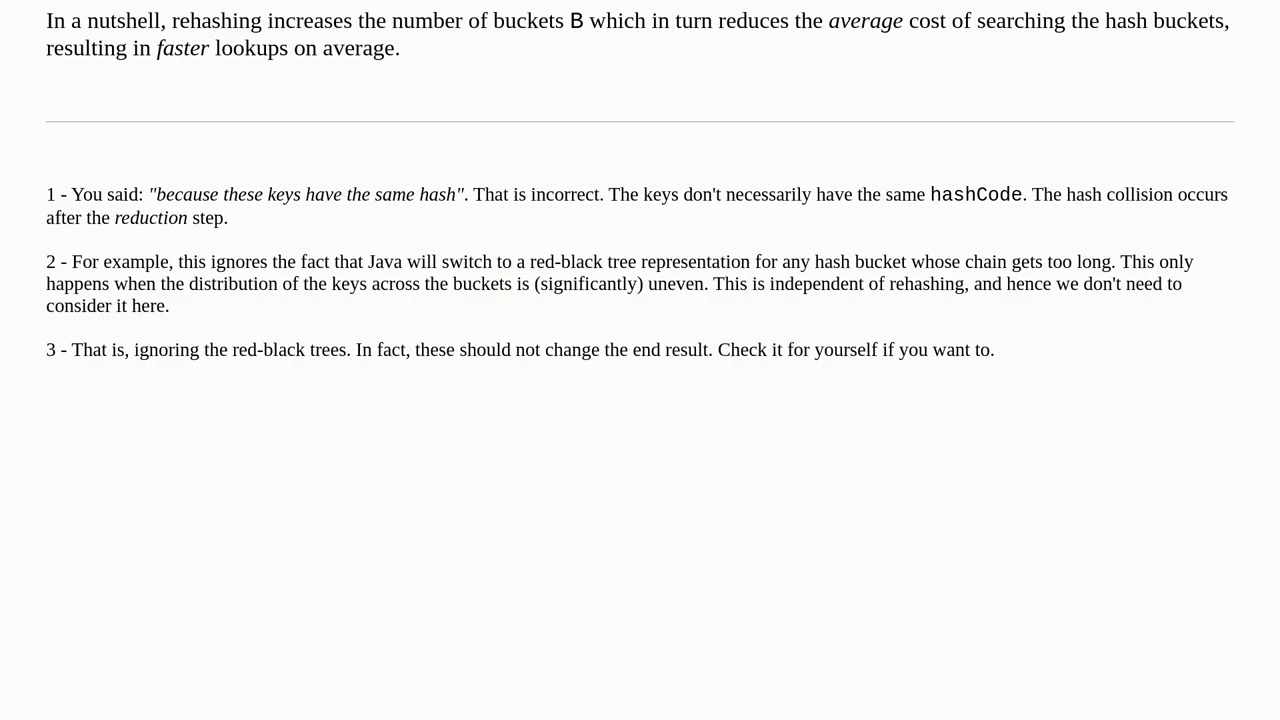 In a nutshell, rehashing increases the number of buckets B which in turn reduces the average cost of searching the hash buckets,
resulting in faster lookups on average.
1 - You said: "because these keys have the same hash". That is incorrect. The keys don't necessarily have the same hashCode. The hash collision occurs
after the reduction step.
2 - For example, this ignores the fact that Java will switch to a red-black tree representation for any hash bucket whose chain gets too long. This only
happens when the distribution of the keys across the buckets is (significantly) uneven. This is independent of rehashing, and hence we don't need to
consider it here.
3 - That is, ignoring the red-black trees. In fact, these should not change the end result. Check it for yourself if you want to.